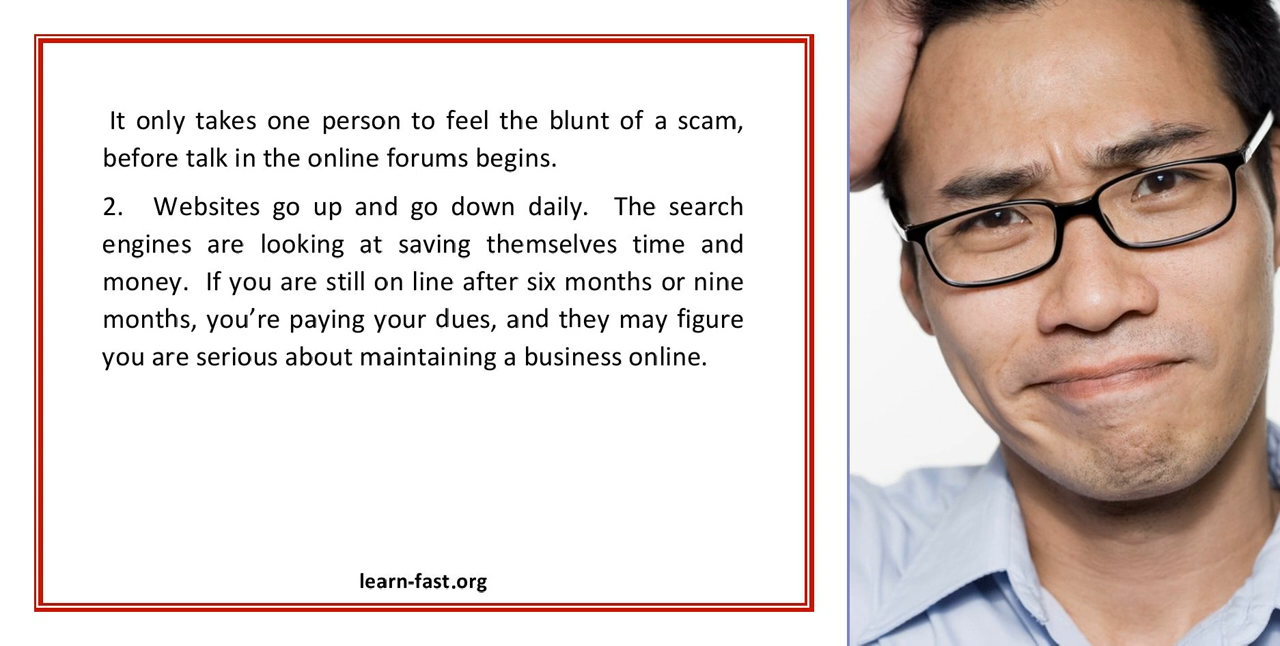 It only takes one person to feel the blunt of a scam,
before talk in the online forums begins.
2. Websites go up and go down daily. The search
engines are looking at saving themselves time and
money. If you are still on line after six months or nine
months, you’re paying your dues, and they may figure
you are serious about maintaining a business online.
learn-fast.org